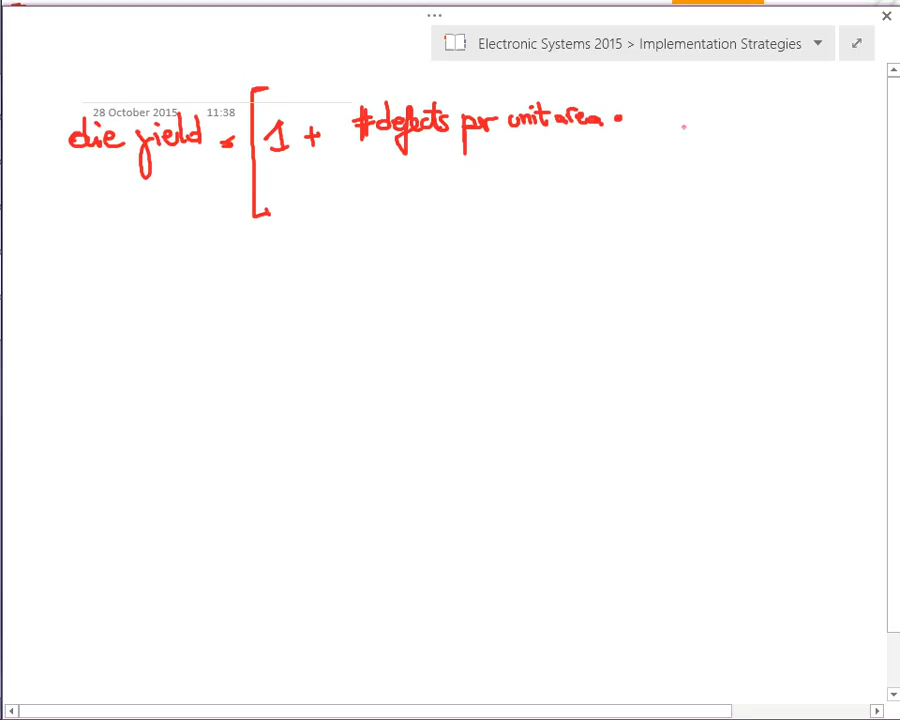 Electronic Systems 2015 > Implementation Strategies
28 October 2015 11:38
die yield = [ 1 + # defects per unit area •